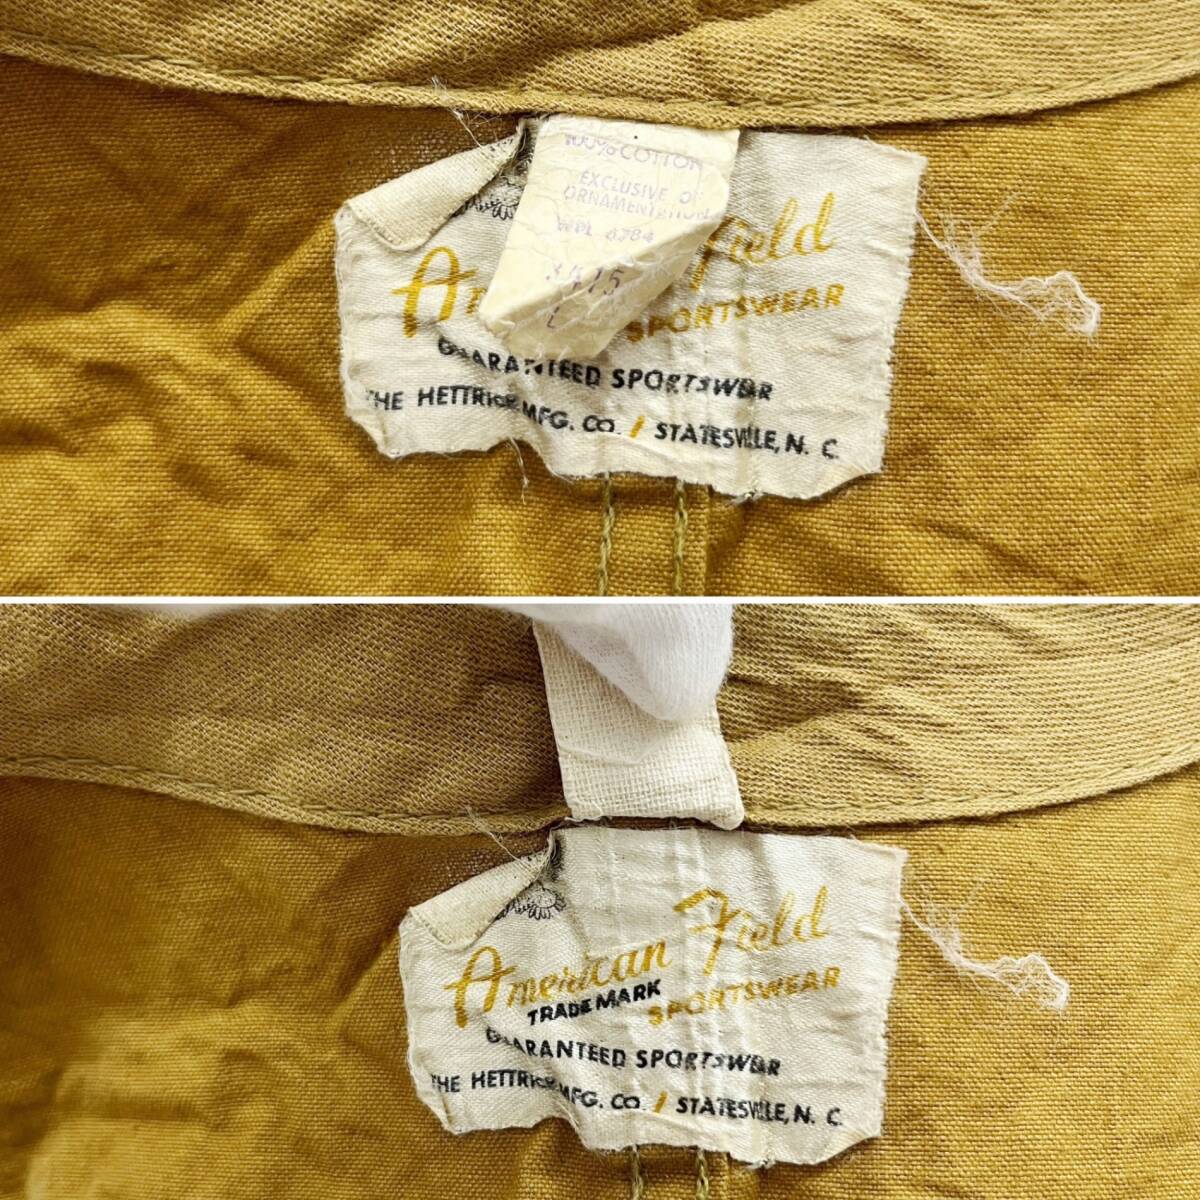 100% COTTON
EXCLUSIVE OF
ORNAMENTATION
WPL 6784
L
Field
SPORTSWEAR
GUARANTEED SPORTSWEAR
THE HETTRICK MFG. CO. / STATESVILLE, N. C.
American Field
TRADE MARK
SPORTSWEAR
GUARANTEED SPORTSWEAR
THE HETTRICK MFG. CO. / STATESVILLE, N. C.